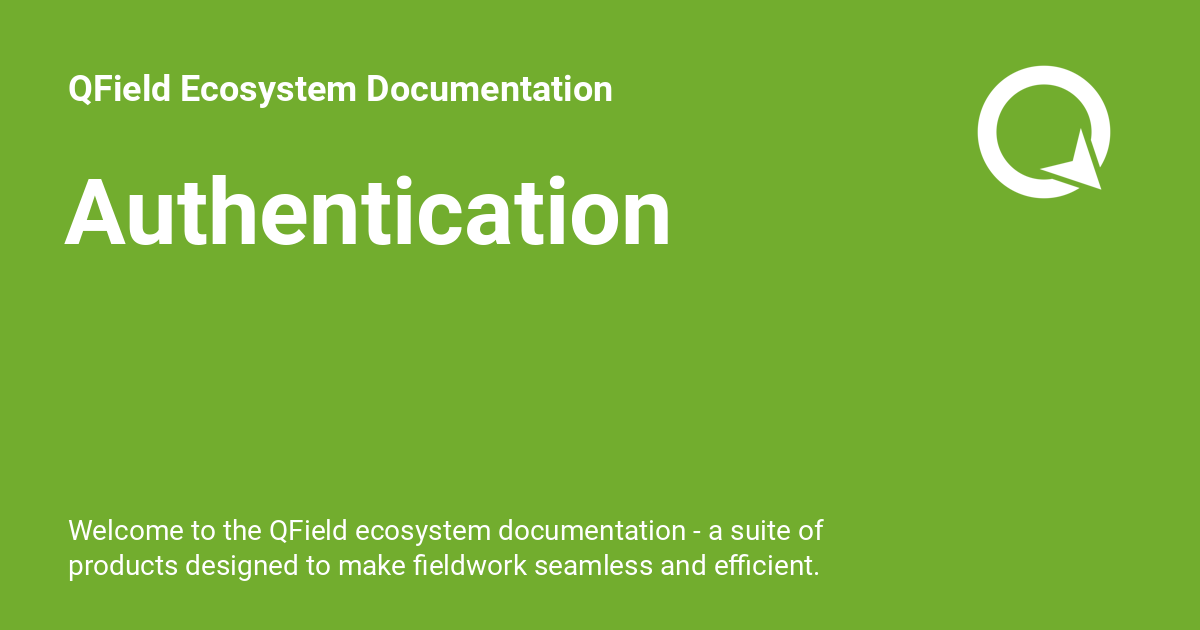 QField Ecosystem Documentation
Authentication
Welcome to the QField ecosystem documentation - a suite of
products designed to make fieldwork seamless and efficient.